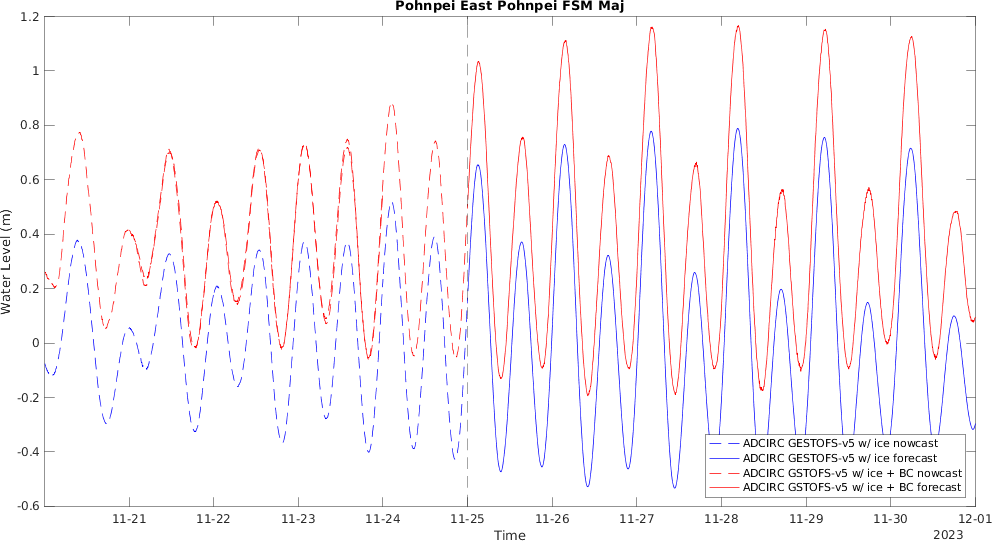 Pohnpei East Pohnpei FSM Maj
1.2
1
0.8
0.6
0.4
0.2
0
-0.2
-0.4
-0.6
Water Level (m)
ADCIRC GESTOFS-v5 w/ ice nowcast
ADCIRC GESTOFS-v5 w/ ice forecast
ADCIRC GSTOFS-v5 w/ ice + BC nowcast
ADCIRC GSTOFS-v5 w/ ice + BC forecast
11-21 11-22 11-23 11-24 11-25 11-26 11-27 11-28 11-29 11-30 12-01
Time
2023